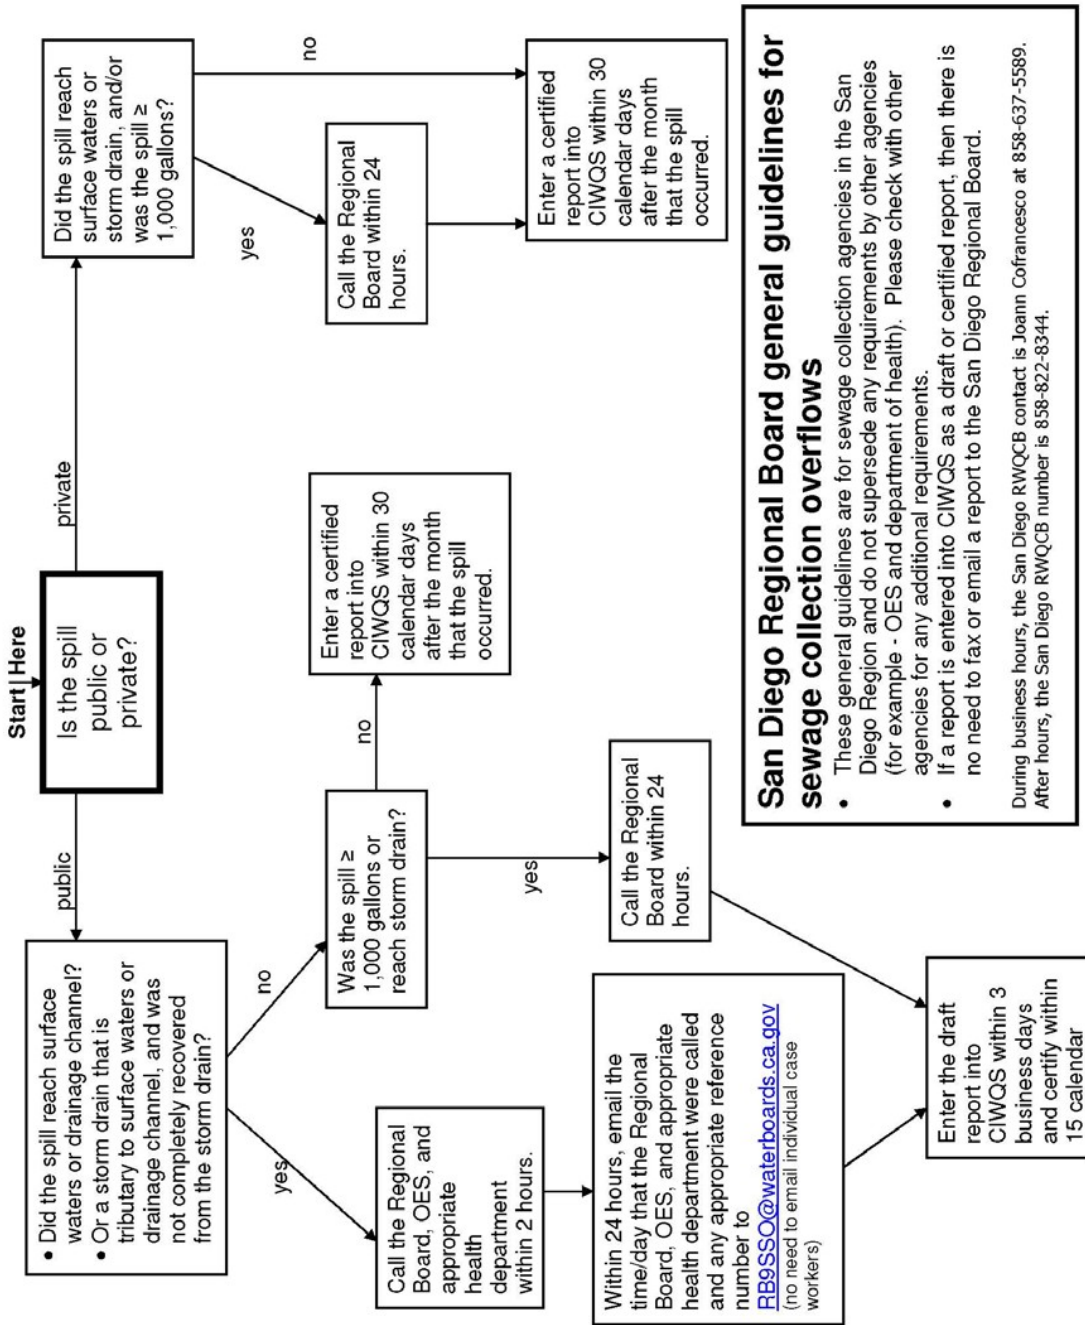 Start Here
Is the spill
public or
private?
public
private
• Did the spill reach surface
waters or drainage channel?
• Or a storm drain that is
tributary to surface waters or
drainage channel, and was
not completely recovered
from the storm drain?
yes
no
Call the Regional
Board, OES, and
appropriate
health
department
within 2 hours.
Within 24 hours, email the
time/day that the Regional
Board, OES, and appropriate
health department were called
and any appropriate reference
number to
RB9SSO@waterboards.ca.gov
(no need to email individual case
workers)
Was the spill ≥
1,000 gallons or
reach storm drain?
no
yes
Enter a certified
report into
CIWQS within 30
calendar days
after the month
that the spill
occurred.
Call the Regional
Board within 24
hours.
Enter the draft
report into
CIWQS within 3
business days
and certify within
15 calendar
Did the spill reach
surface waters or
storm drain, and/or
was the spill ≥
1,000 gallons?
yes
no
Call the Regional
Board within 24
hours.
Enter a certified
report into
CIWQS within 30
calendar days
after the month
that the spill
occurred.
San Diego Regional Board general guidelines for
sewage collection overflows
• These general guidelines are for sewage collection agencies in the San
Diego Region and do not supersede any requirements by other agencies
(for example - OES and department of health). Please check with other
agencies for any additional requirements.
• If a report is entered into CIWQS as a draft or certified report, then there is
no need to fax or email a report to the San Diego Regional Board.
During business hours, the San Diego RWQCB contact is Joann Cofrancesco at 858-637-5589.
After hours, the San Diego RWQCB number is 858-822-8344.